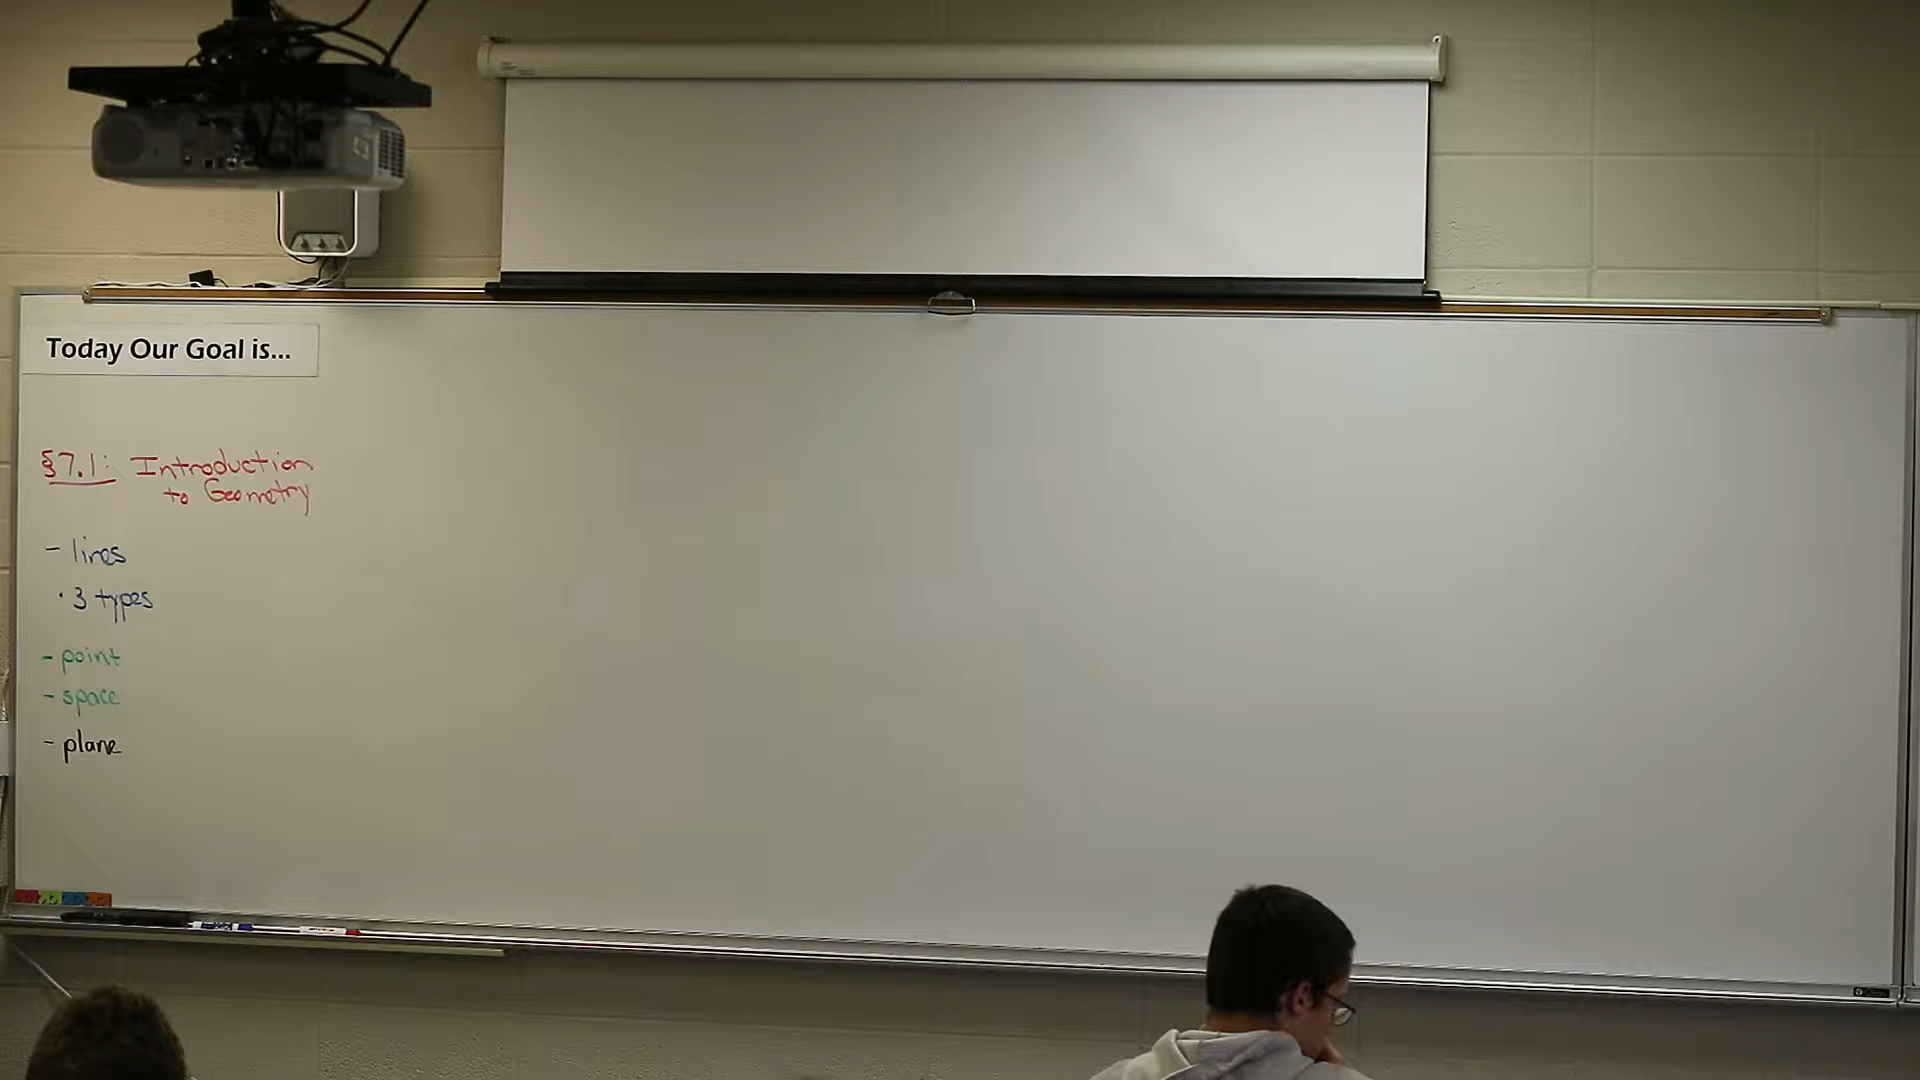 Today Our Goal is...
§7.1: Introduction
to Geometry
- lines
· 3 types
- point
- space
- plane